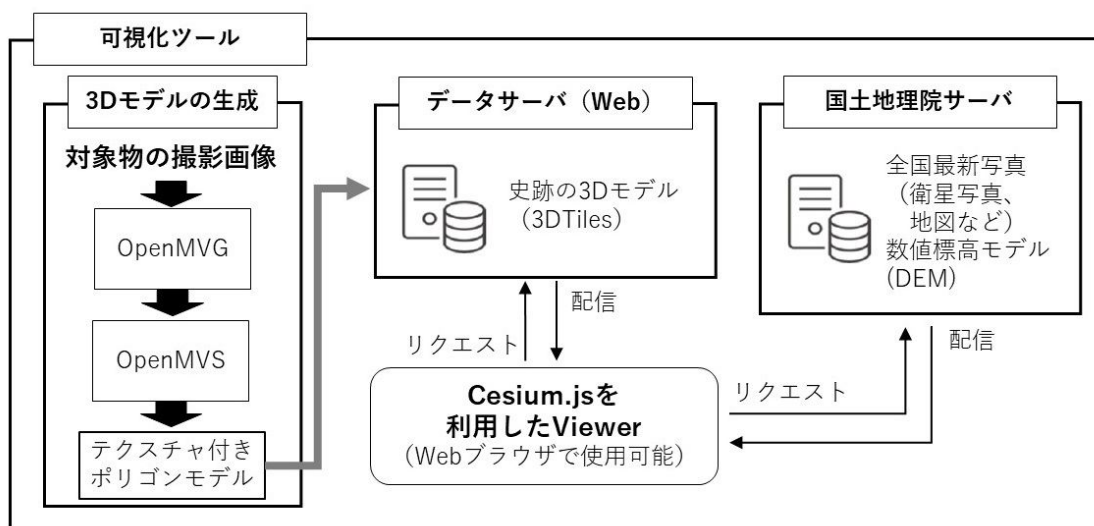 可視化ツール
3Dモデルの生成
対象物の撮影画像
OpenMVG
OpenMVS
テクスチャ付き
ポリゴンモデル
データサーバ（Web）
史跡の3Dモデル
（3DTiles）
国土地理院サーバ
全国最新写真
（衛星写真、
地図など）
数値標高モデル
(DEM)
リクエスト
配信
Cesium.jsを
利用したViewer
（Webブラウザで使用可能）
リクエスト
配信